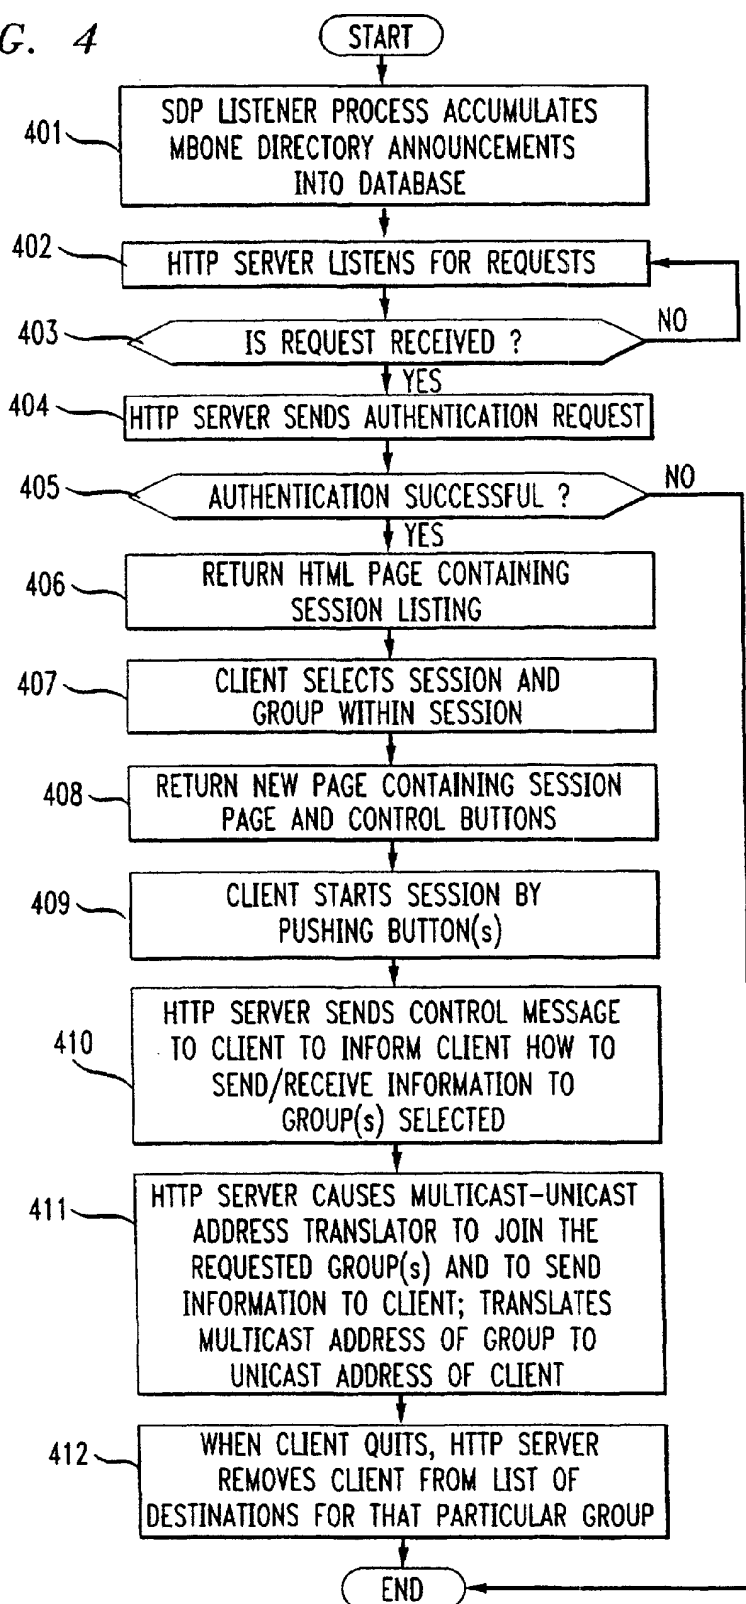 G. 4
START
401
SDP LISTENER PROCESS ACCUMULATES
MBONE DIRECTORY ANNOUNCEMENTS
INTO DATABASE
402
HTTP SERVER LISTENS FOR REQUESTS
403
IS REQUEST RECEIVED ?
NO
YES
404
HTTP SERVER SENDS AUTHENTICATION REQUEST
405
AUTHENTICATION SUCCESSFUL ?
NO
YES
406
RETURN HTML PAGE CONTAINING
SESSION LISTING
407
CLIENT SELECTS SESSION AND
GROUP WITHIN SESSION
408
RETURN NEW PAGE CONTAINING SESSION
PAGE AND CONTROL BUTTONS
409
CLIENT STARTS SESSION BY
PUSHING BUTTON(s)
410
HTTP SERVER SENDS CONTROL MESSAGE
TO CLIENT TO INFORM CLIENT HOW TO
SEND/RECEIVE INFORMATION TO
GROUP(s) SELECTED
411
HTTP SERVER CAUSES MULTICAST-UNICAST
ADDRESS TRANSLATOR TO JOIN THE
REQUESTED GROUP(s) AND TO SEND
INFORMATION TO CLIENT; TRANSLATES
MULTICAST ADDRESS OF GROUP TO
UNICAST ADDRESS OF CLIENT
412
WHEN CLIENT QUITS, HTTP SERVER
REMOVES CLIENT FROM LIST OF
DESTINATIONS FOR THAT PARTICULAR GROUP
END